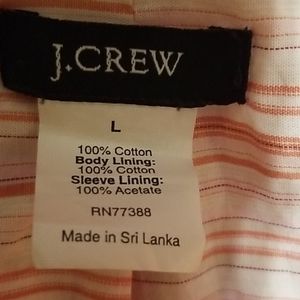 J.CREW
L
100% Cotton
Body Lining:
100% Cotton
Sleeve Lining:
100% Acetate
RN77388
Made in Sri Lanka